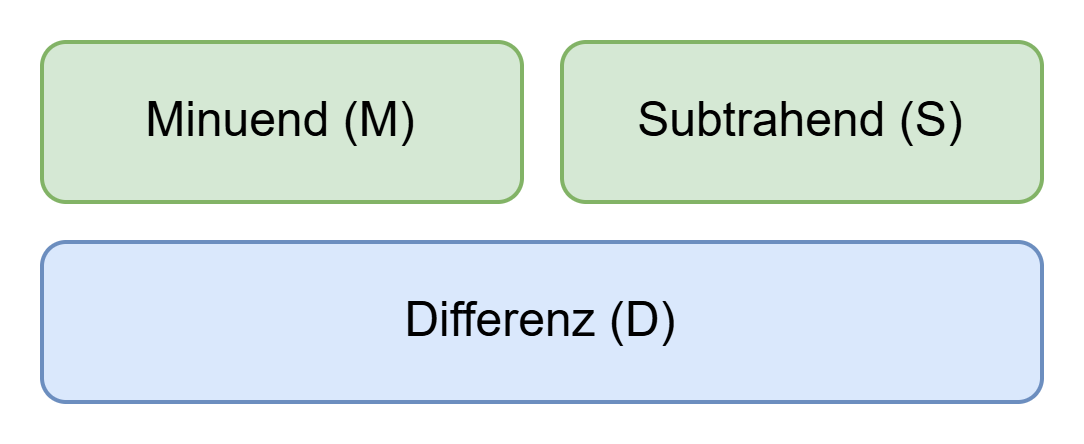 Minuend (M)
Subtrahend (S)
Differenz (D)